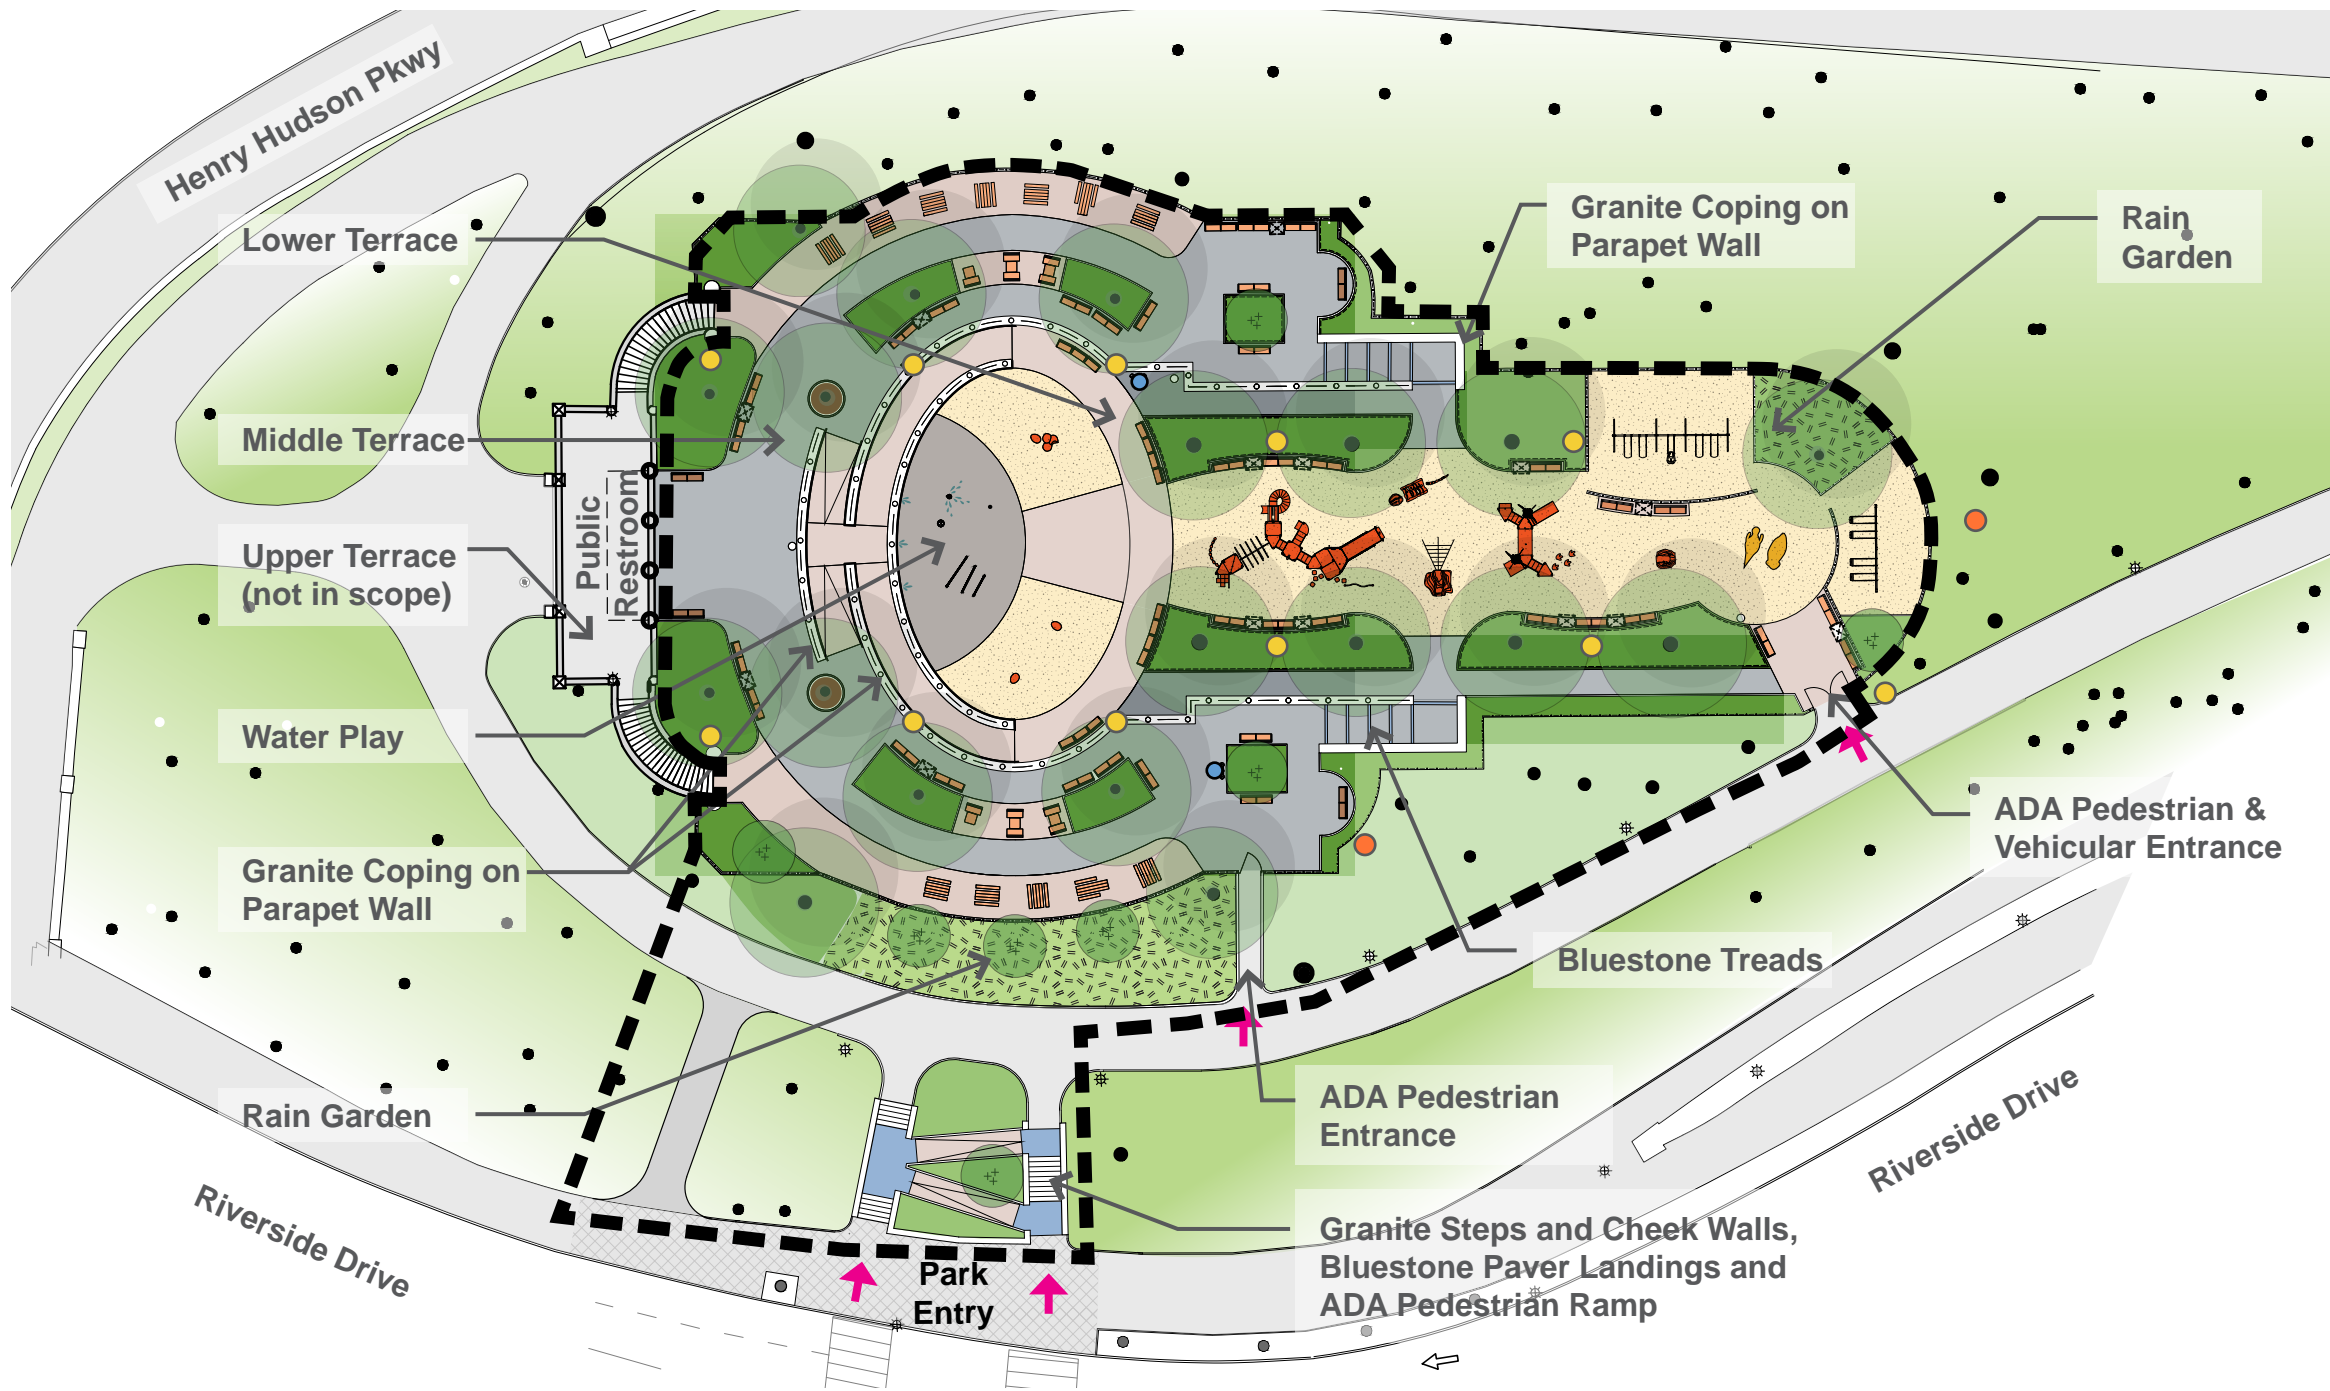 Henry Hudson Pkwy
Lower Terrace
Granite Coping on
Parapet Wall
Rain
Garden
Middle Terrace
Public
Restroom
Upper Terrace
(not in scope)
Water Play
ADA Pedestrian &
Vehicular Entrance
Granite Coping on
Parapet Wall
Bluestone Treads
Rain Garden
ADA Pedestrian
Entrance
Riverside Drive
Riverside Drive
Granite Steps and Cheek Walls,
Bluestone Paver Landings and
ADA Pedestrian Ramp
Park
Entry